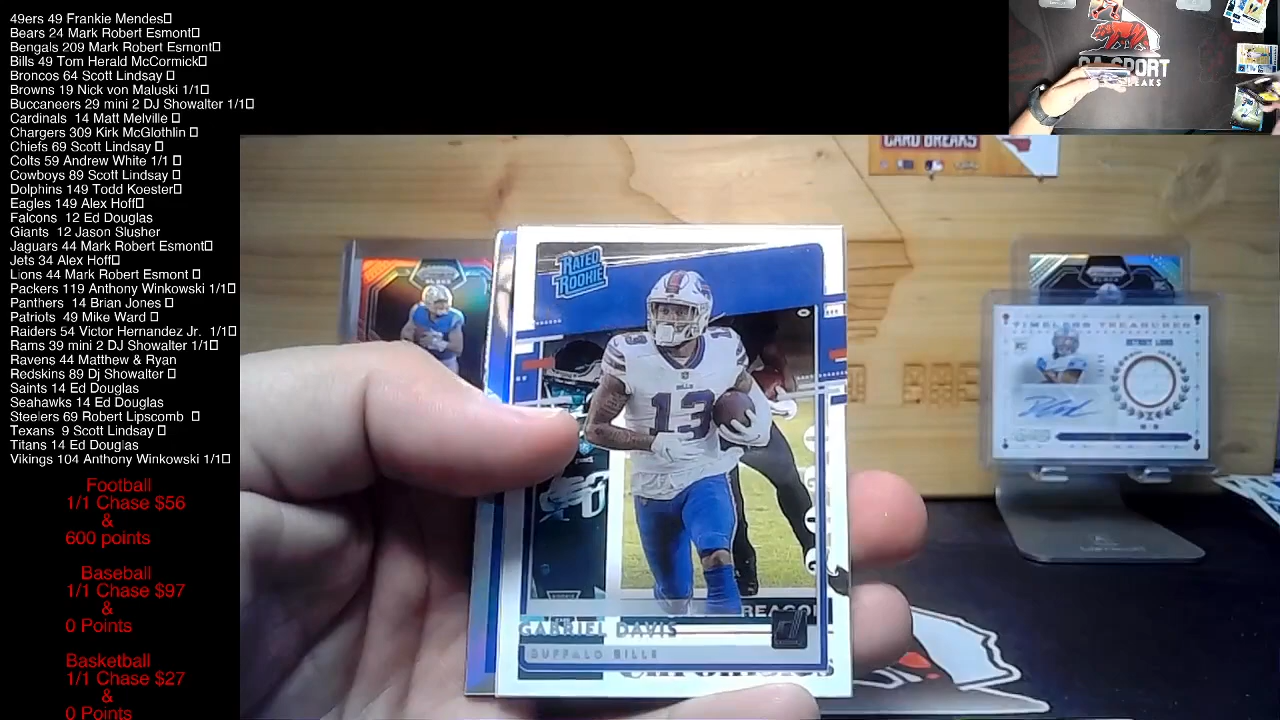 49ers 49 Frankie Mendes
Bears 24 Mark Robert Esmont
Bengals 209 Mark Robert Esmont
Bills 49 Tom Herald McCormick
Broncos 64 Scott Lindsay
Browns 19 Nick von Maluski 1/1
Buccaneers 29 mini 2 DJ Showalter 1/1
Cardinals 14 Matt Melville
Chargers 309 Kirk McGlothlin
Chiefs 69 Scott Lindsay
Colts 59 Andrew White 1/1
Cowboys 89 Scott Lindsay
Dolphins 149 Todd Koester
Eagles 149 Alex Hoff
Falcons 12 Ed Douglas
Giants 12 Jason Slusher
Jaguars 44 Mark Robert Esmont
Jets 34 Alex Hoff
Lions 44 Mark Robert Esmont
Packers 119 Anthony Winkowski 1/1
Panthers 14 Brian Jones
Patriots 49 Mike Ward
Raiders 54 Victor Hernandez Jr. 1/1
Rams 39 mini 2 DJ Showalter 1/1
Ravens 44 Matthew & Ryan
Redskins 89 Dj Showalter
Saints 14 Ed Douglas
Seahawks 14 Ed Douglas
Steelers 69 Robert Lipscomb
Texans 9 Scott Lindsay
Titans 14 Ed Douglas
Vikings 104 Anthony Winkowski 1/1
Football
1/1 Chase $56
&
600 points
Baseball
1/1 Chase $97
&
0 Points
Basketball
1/1 Chase $27
&
0 Points
SPORT
CARD BREAKS
RATED
ROOKIE
BILLS
13
GABRIEL DAVIS
BUFFALO BILLS
TIMELESS TREASURES
DETROIT LIONS
RC